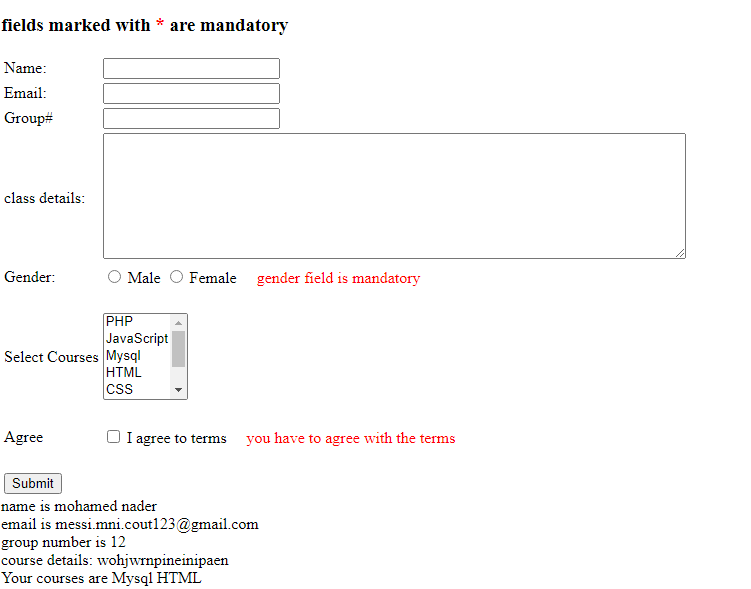 fields marked with * are mandatory
Name:
Email:
Group#
class details:
Gender: Male Female gender field is mandatory
Select Courses
PHP
JavaScript
Mysql
HTML
CSS
Agree I agree to terms you have to agree with the terms
Submit
name is mohamed nader
email is messi.mni.cout123@gmail.com
group number is 12
course details: wohjwrnpineinipaen
Your courses are Mysql HTML